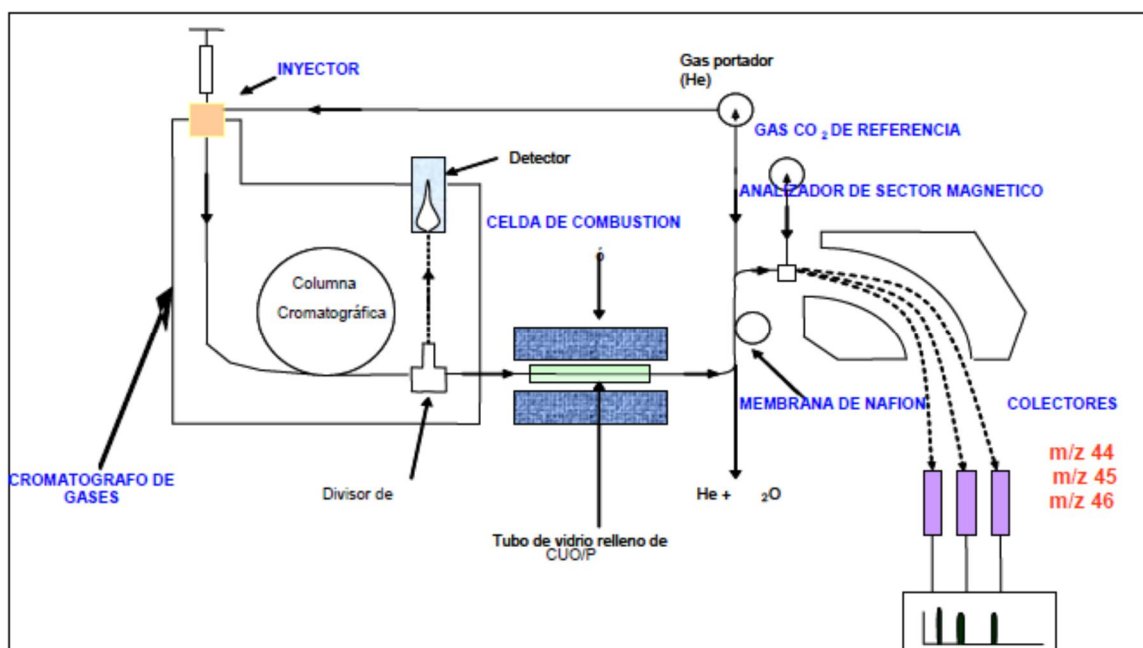 INYECTOR
Gas portador
(He)
GAS CO 2 DE REFERENCIA
Detector
ANALIZADOR DE SECTOR MAGNETICO
CELDA DE COMBUSTION
ó
Columna
Cromatográfica
MEMBRANA DE NAFION
COLECTORES
m/z 44
m/z 45
m/z 46
CROMATOGRAFO DE
GASES
Divisor de
He + 2O
Tubo de vidrio relleno de
CUO/P